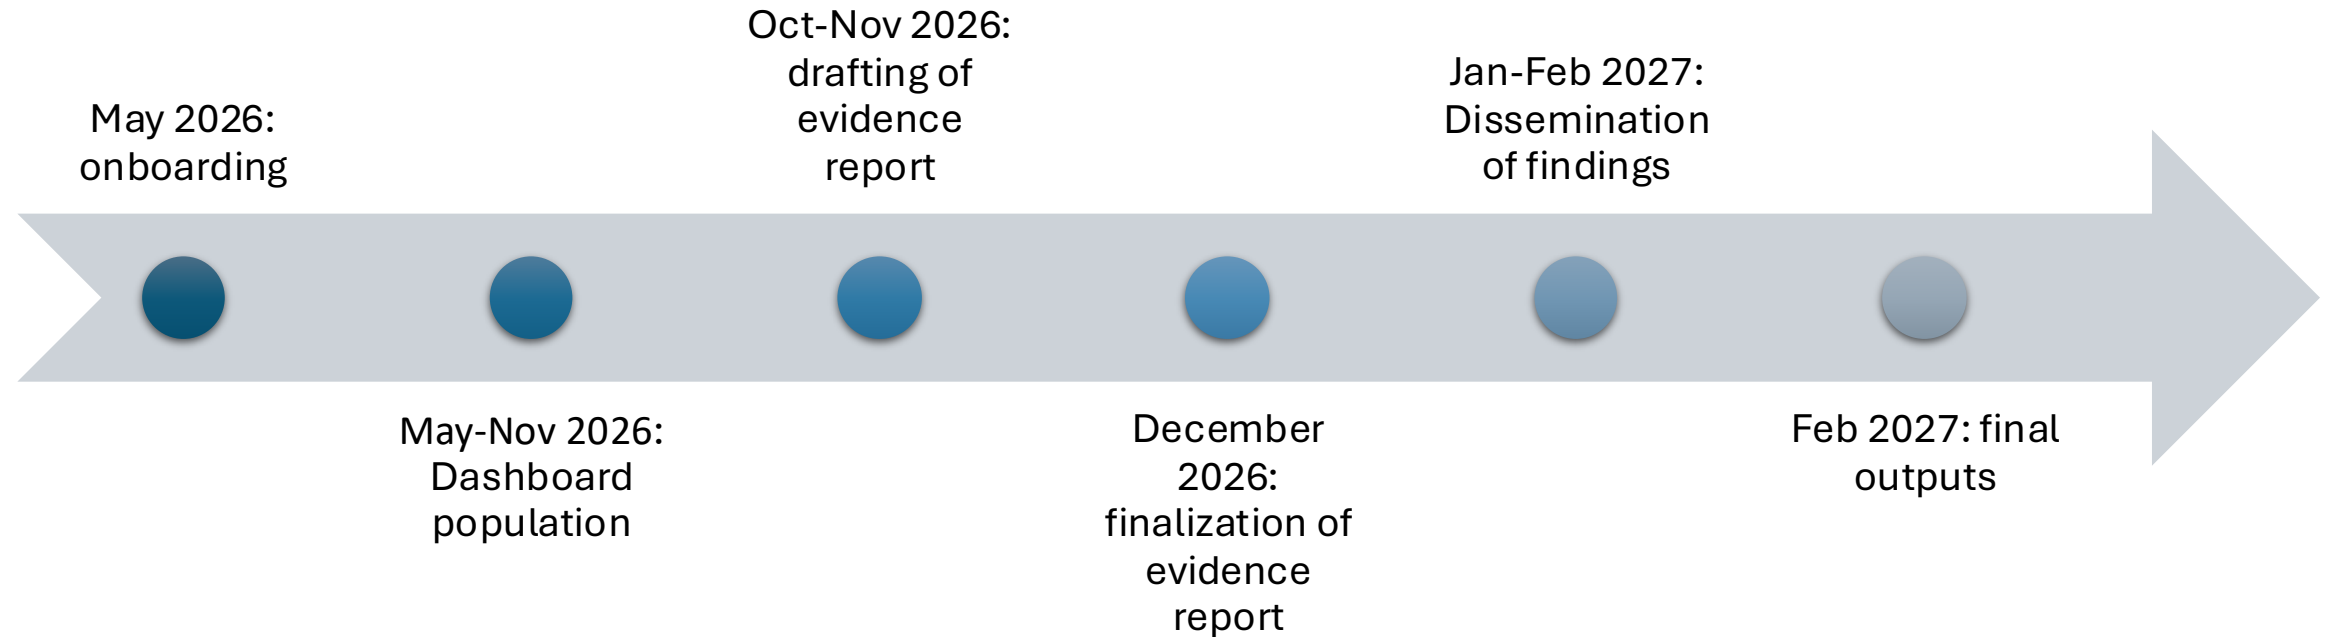 May 2026:
onboarding
May-Nov 2026:
Dashboard
population
Oct-Nov 2026:
drafting of
evidence
report
December
2026:
finalization of
evidence
report
Jan-Feb 2027:
Dissemination
of findings
Feb 2027: final
outputs